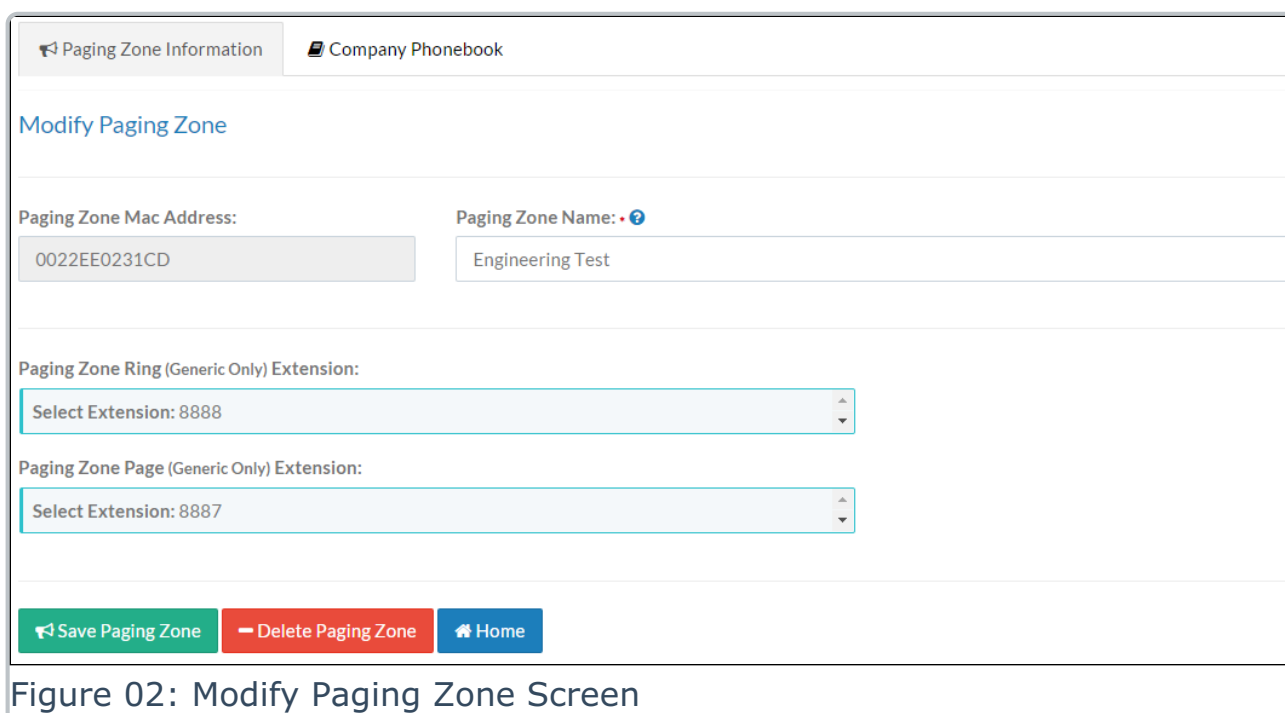 Paging Zone Information Company Phonebook
Modify Paging Zone
Paging Zone Mac Address: Paging Zone Name: •
0022EE0231CD Engineering Test
Paging Zone Ring (Generic Only) Extension:
Select Extension: 8888
Paging Zone Page (Generic Only) Extension:
Select Extension: 8887
Save Paging Zone Delete Paging Zone Home
Figure 02: Modify Paging Zone Screen